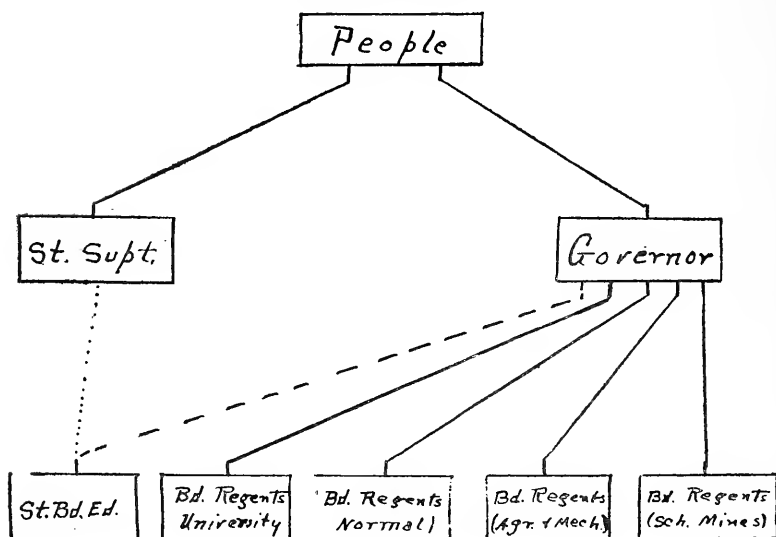 People
St. Supt.
Governor
St. Bd. Ed.
Bd. Regents
University
Bd. Regents
Normal)
Bd. Regents
(Agr. & Mech)
Bd. Regents
(Sch. Mines)